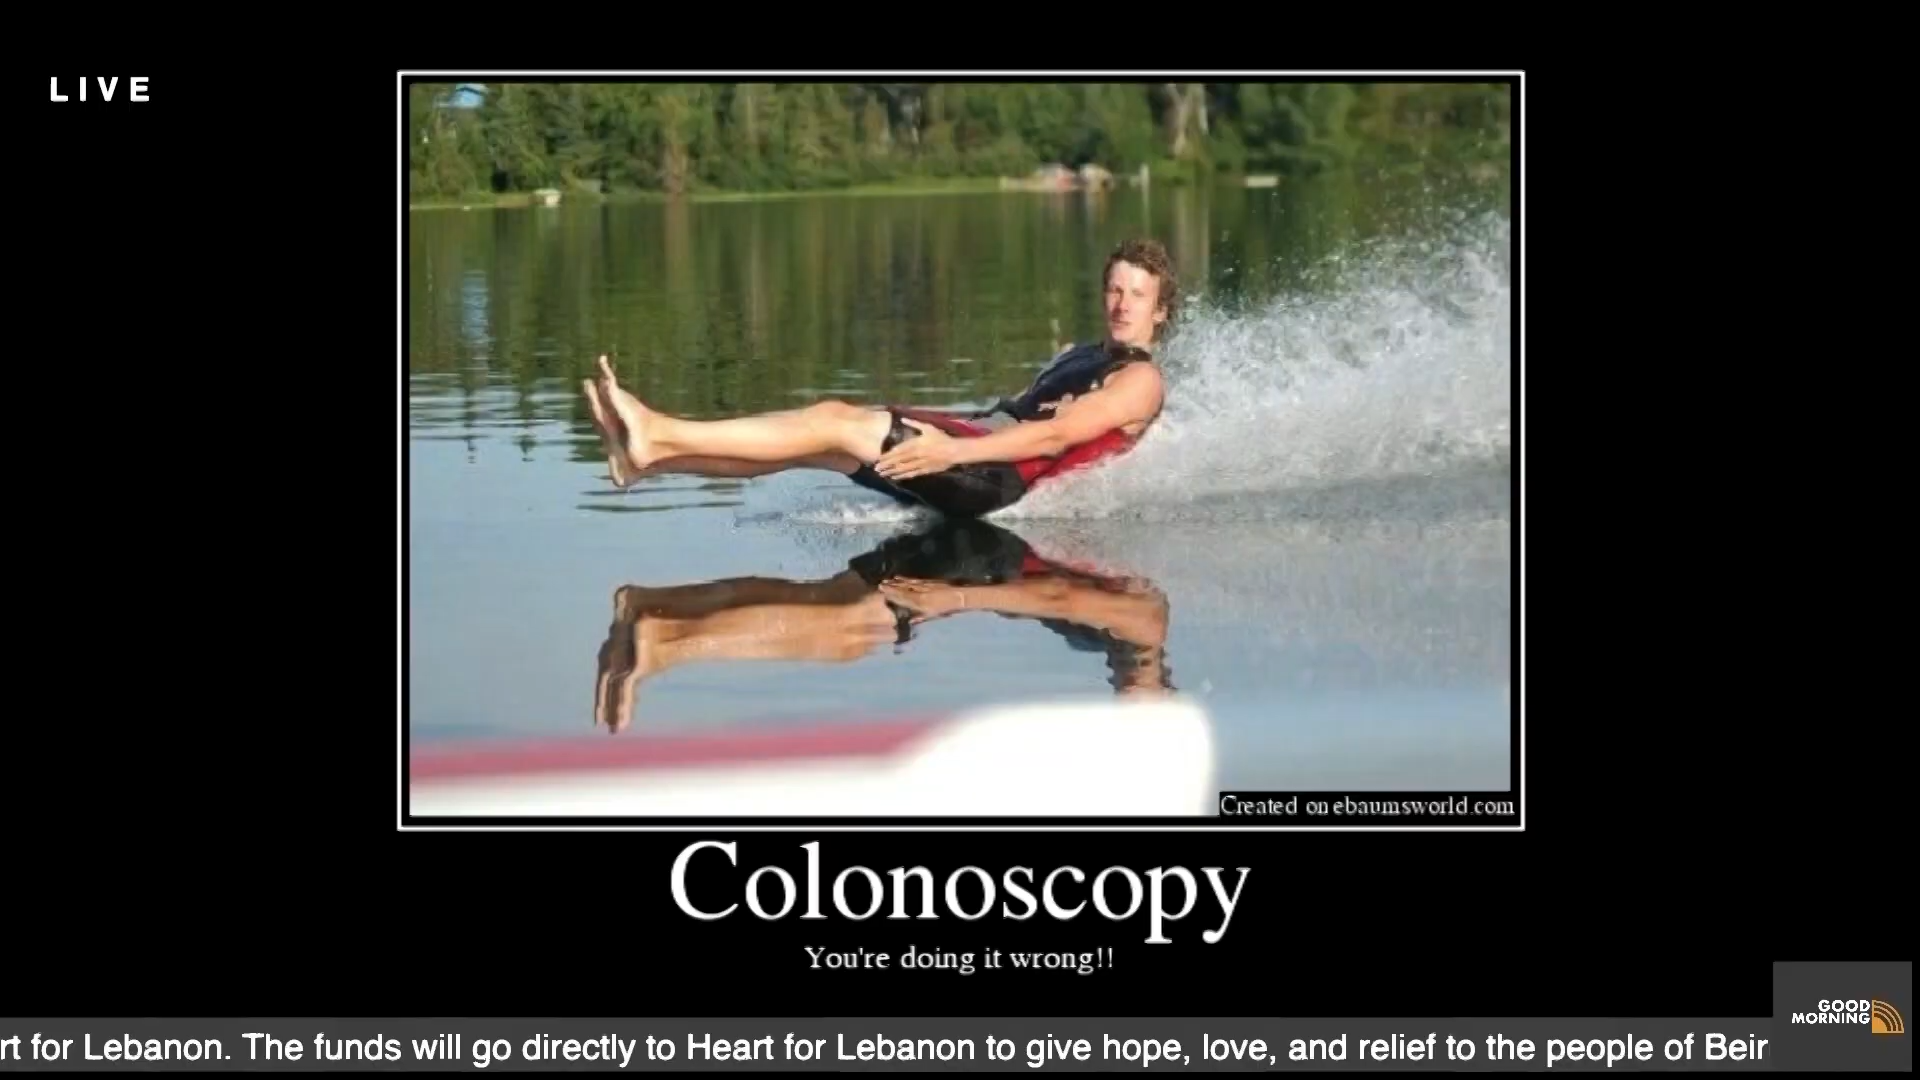 LIVE
Created on ebaumsworld.com
Colonoscopy
You're doing it wrong!!
GOOD
MORNING
rt for Lebanon. The funds will go directly to Heart for Lebanon to give hope, love, and relief to the people of Beir